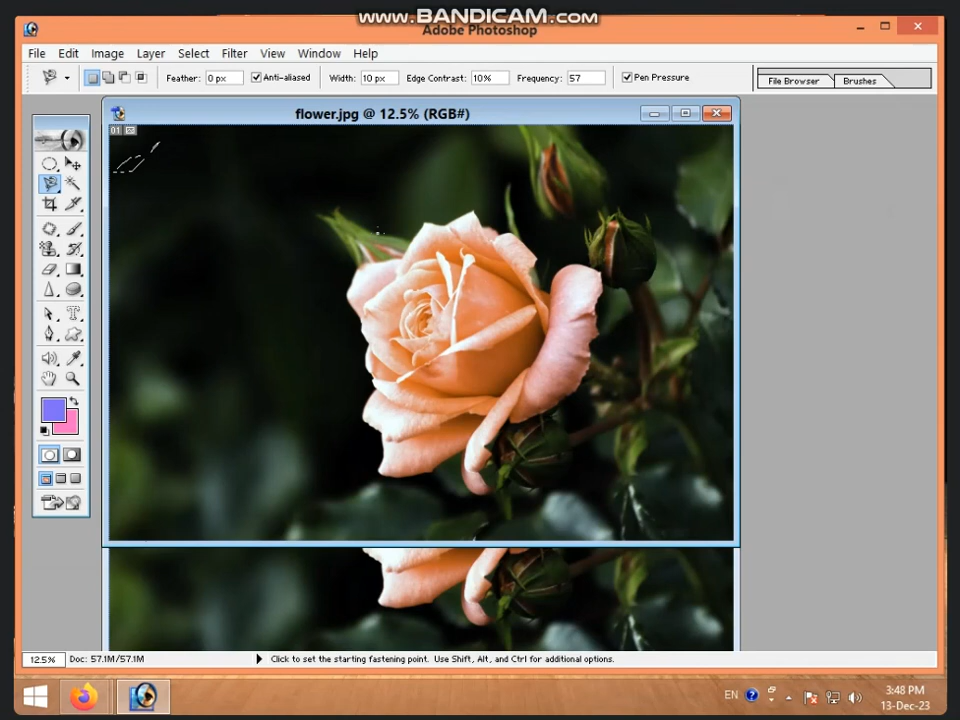 www.BANDICAM.com
Adobe Photoshop
File Edit Image Layer Select Filter View Window Help
Feather: 0 px Anti-aliased Width: 10 px Edge Contrast: 10% Frequency: 57 Pen Pressure File Browser Brushes
flower.jpg @ 12.5% (RGB#)
01
12.5% Doc: 57.1M/57.1M Click to set the starting fastening point. Use Shift, Alt, and Ctrl for additional options.
EN
3:48 PM
13-Dec-23